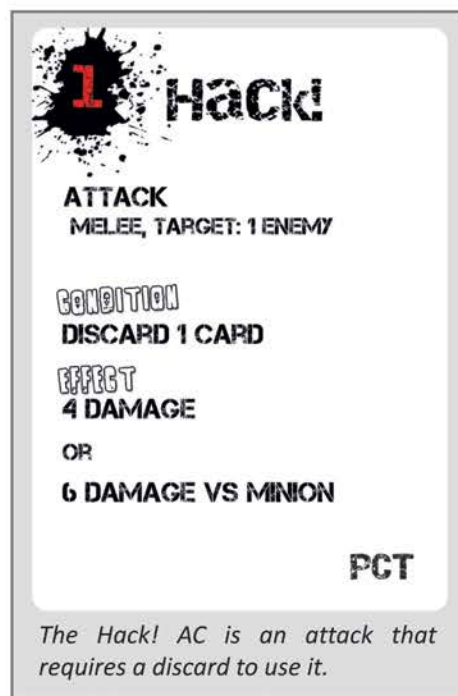 1 Hack!
ATTACK
MELEE, TARGET: 1 ENEMY
CONDITION
DISCARD 1 CARD
EFFECT
4 DAMAGE
OR
6 DAMAGE VS MINION
PCT
The Hack! AC is an attack that
requires a discard to use it.